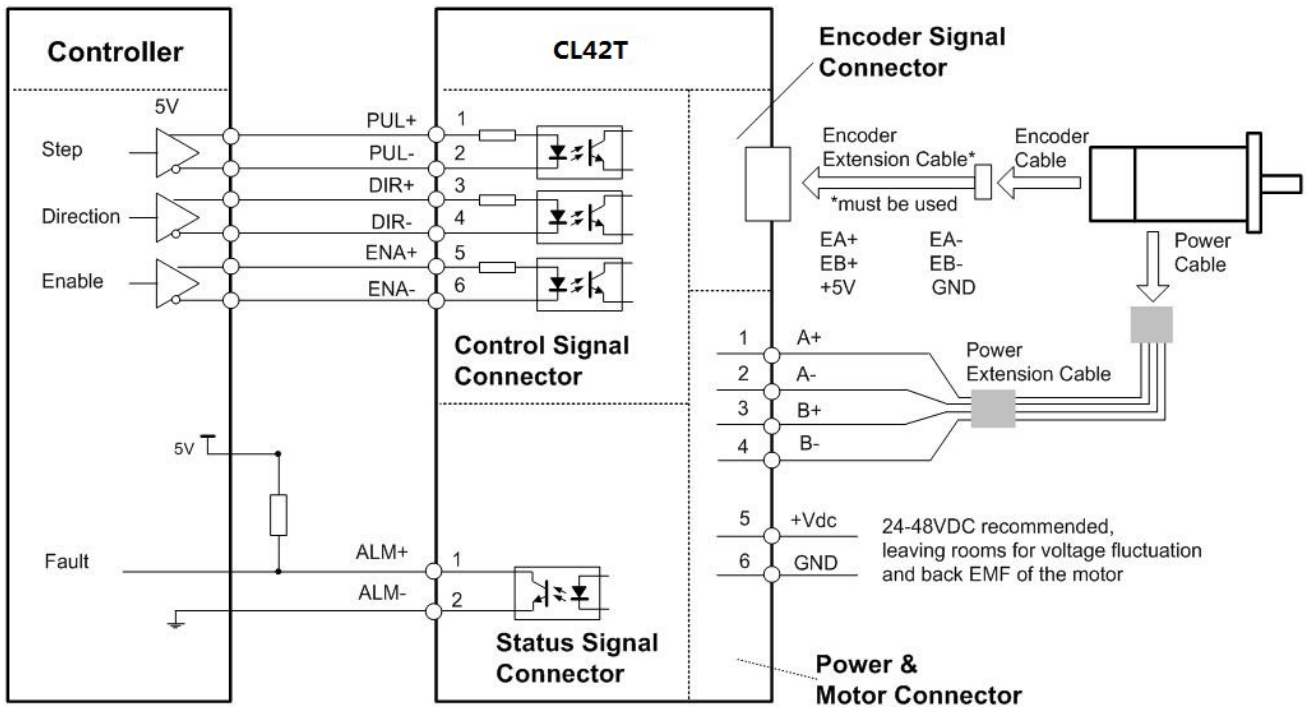 Controller
CL42T
Encoder Signal
Connector
5V
Step
Direction
Enable
PUL+
PUL-
DIR+
DIR-
ENA+
ENA-
1
2
3
4
5
6
Control Signal
Connector
Encoder
Extension Cable*
*must be used
Encoder
Cable
EA+ EA-
EB+ EB-
+5V GND
Power
Cable
1 A+
2 A-
3 B+
4 B-
Power
Extension Cable
5 +Vdc
6 GND
24-48VDC recommended,
leaving rooms for voltage fluctuation
and back EMF of the motor
5V
Fault
ALM+ 1
ALM- 2
Status Signal
Connector
Power &
Motor Connector